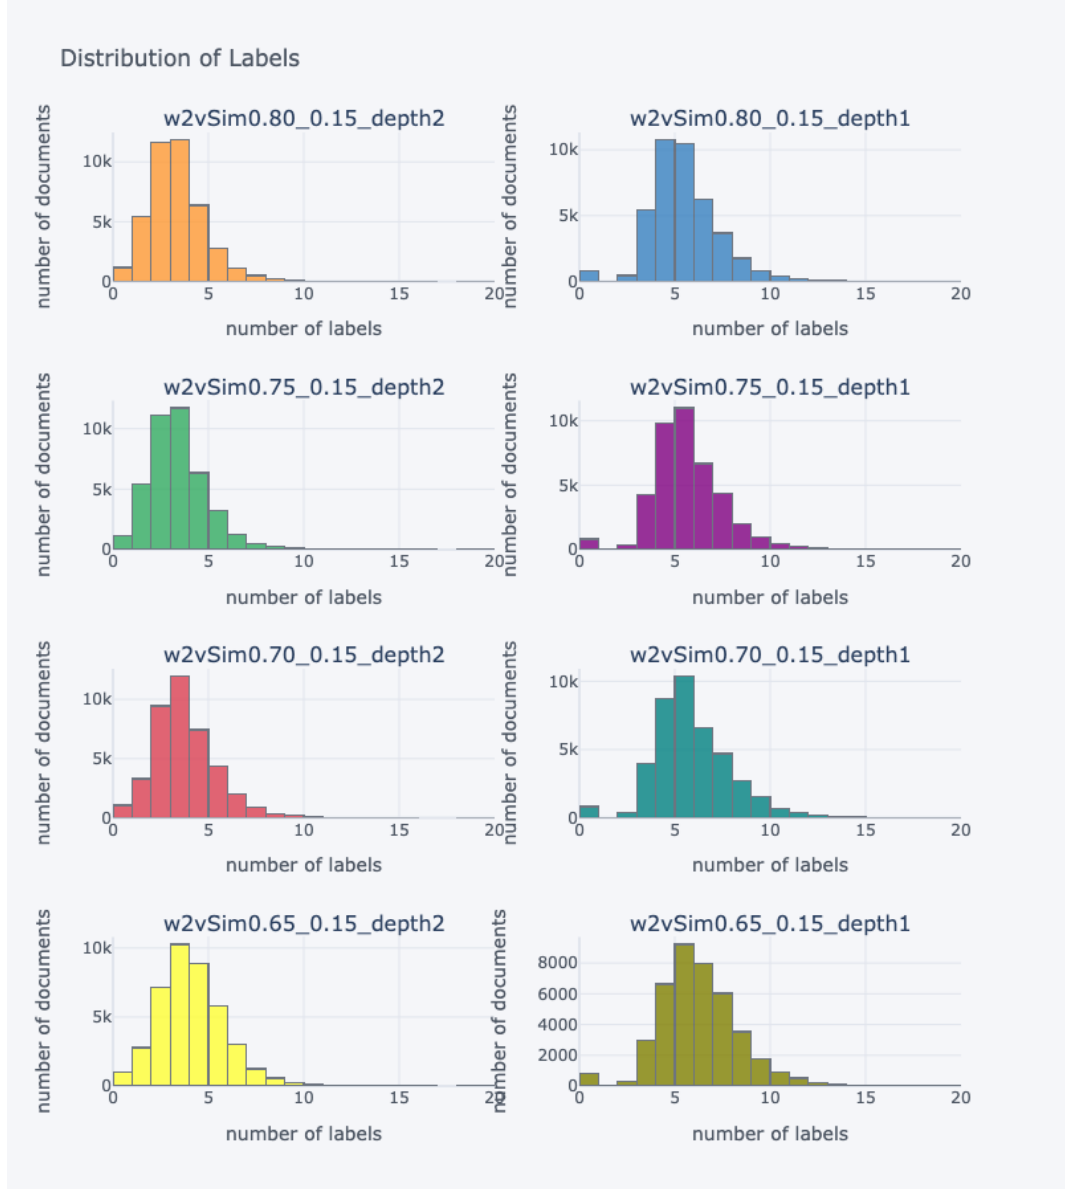 Distribution of Labels
w2vSim0.80_0.15_depth2
number of documents
10k
5k
0
0 5 10 15 20
number of labels
w2vSim0.80_0.15_depth1
number of documents
10k
5k
0
0 5 10 15 20
number of labels
w2vSim0.75_0.15_depth2
number of documents
10k
5k
0
0 5 10 15 20
number of labels
w2vSim0.75_0.15_depth1
number of documents
10k
5k
0
0 5 10 15 20
number of labels
w2vSim0.70_0.15_depth2
number of documents
10k
5k
0
0 5 10 15 20
number of labels
w2vSim0.70_0.15_depth1
number of documents
10k
5k
0
0 5 10 15 20
number of labels
w2vSim0.65_0.15_depth2
number of documents
10k
5k
0
0 5 10 15 20
number of labels
w2vSim0.65_0.15_depth1
number of documents
8000
6000
4000
2000
0
0 5 10 15 20
number of labels